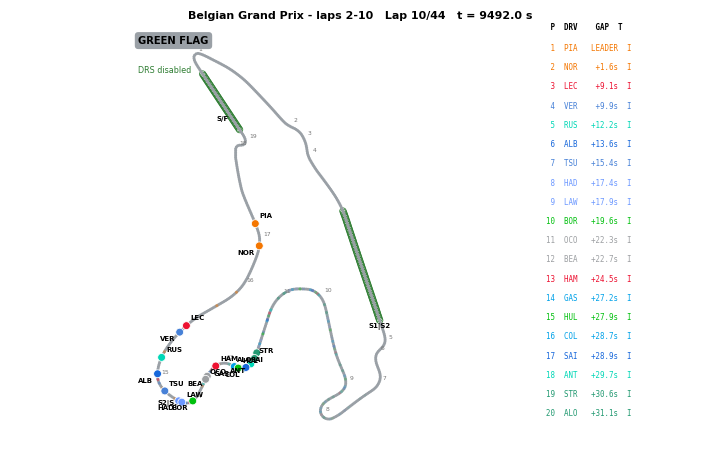 Belgian Grand Prix - laps 2-10   Lap 10/44   t = 9492.0 s
GREEN FLAG
DRS disabled
P  DRV  GAP  T
1  PIA  LEADER  I
2  NOR  +1.6s  I
3  LEC  +9.1s  I
4  VER  +9.9s  I
5  RUS  +12.2s  I
6  ALB  +13.6s  I
7  TSU  +15.4s  I
8  HAD  +17.4s  I
9  LAW  +17.9s  I
10  BOR  +19.6s  I
11  OCO  +22.3s  I
12  BEA  +22.7s  I
13  HAM  +24.5s  I
14  GAS  +27.2s  I
15  HUL  +27.9s  I
16  COL  +28.7s  I
17  SAI  +28.9s  I
18  ANT  +29.7s  I
19  STR  +30.6s  I
20  ALO  +31.1s  I
S/F
19
2
3
4
PIA
17
NOR
16
11
10
LEC
VER
S1|S2
5
RUS
STR
HAM
ANT
ALB
15
TSU
BEA
GAS
COL
9
7
LAW
S2|S
HAD
BOR
8